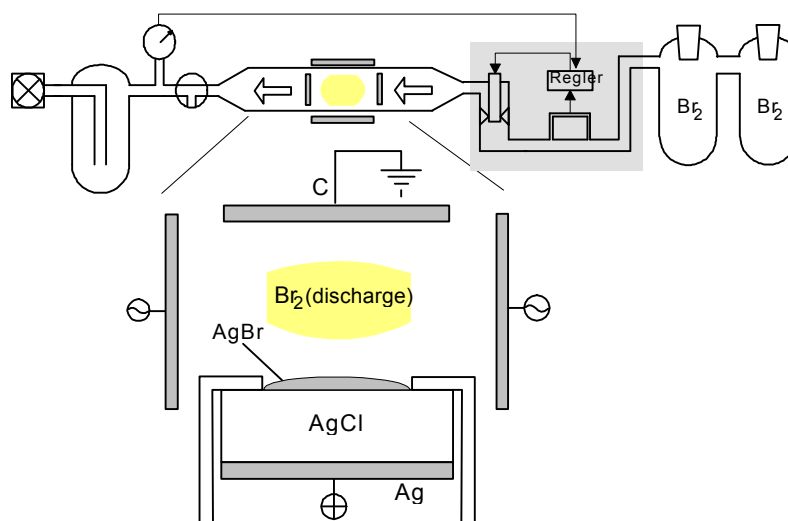 Regler
Br2
Br2
C
Br2(discharge)
AgBr
AgCl
Ag